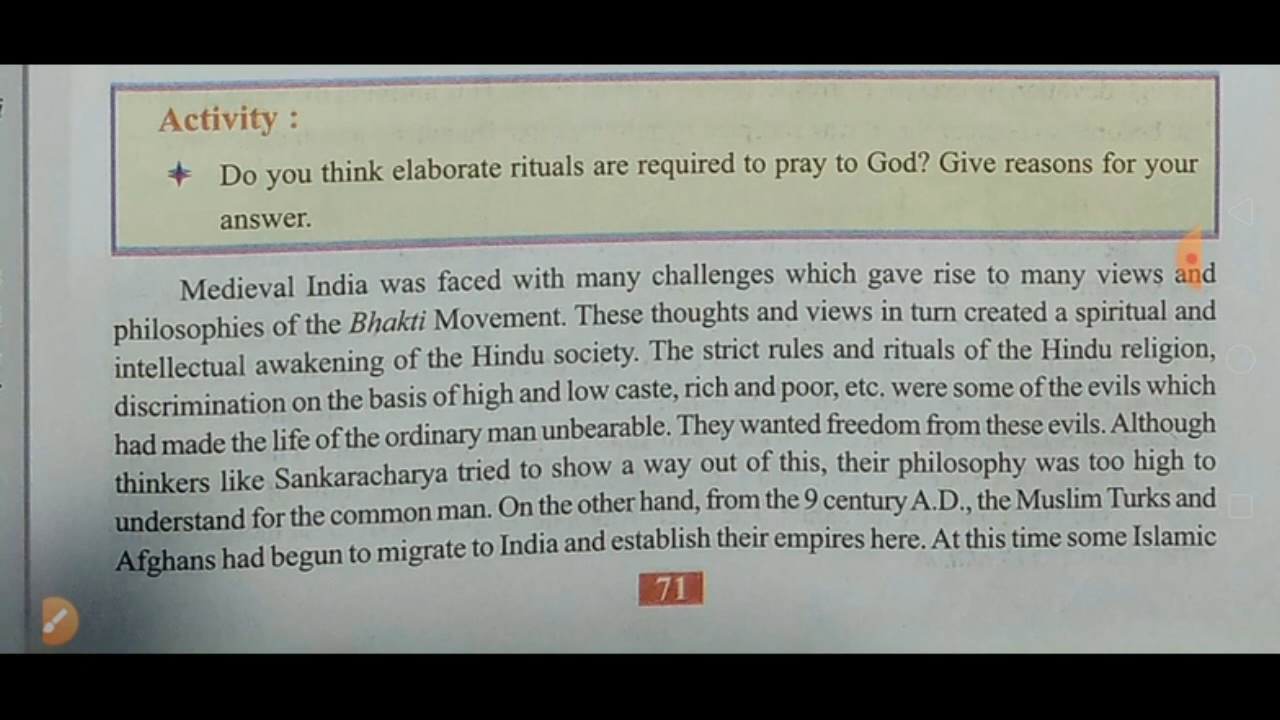 Activity :
Do you think elaborate rituals are required to pray to God? Give reasons for your
answer.
Medieval India was faced with many challenges which gave rise to many views and
philosophies of the Bhakti Movement. These thoughts and views in turn created a spiritual and
intellectual awakening of the Hindu society. The strict rules and rituals of the Hindu religion,
discrimination on the basis of high and low caste, rich and poor, etc. were some of the evils which
had made the life of the ordinary man unbearable. They wanted freedom from these evils. Although
thinkers like Sankaracharya tried to show a way out of this, their philosophy was too high to
understand for the common man. On the other hand, from the 9 century A.D., the Muslim Turks and
Afghans had begun to migrate to India and establish their empires here. At this time some Islamic
71